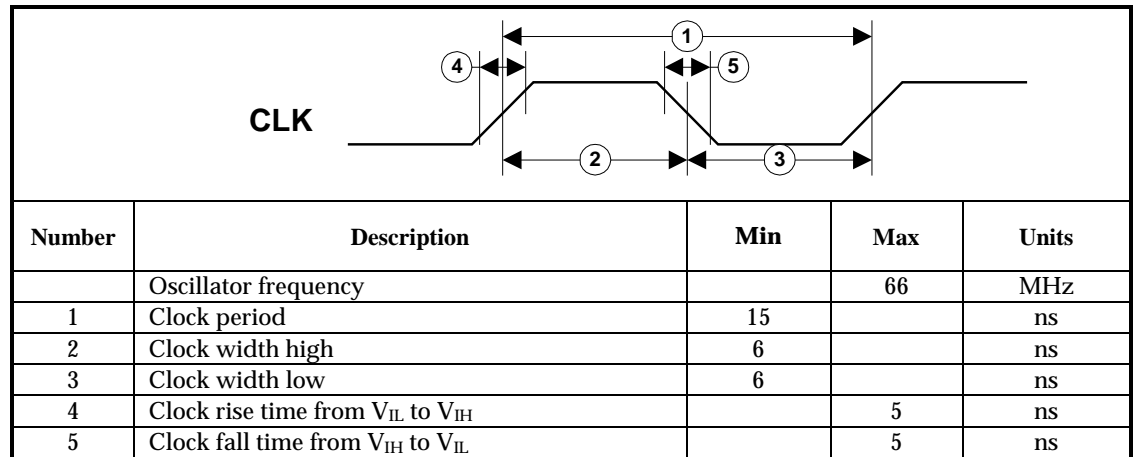 1
4
5
CLK
2
3
Number Description Min Max Units
Oscillator frequency 66 MHz
1 Clock period 15 ns
2 Clock width high 6 ns
3 Clock width low 6 ns
4 Clock rise time from VIL to VIH 5 ns
5 Clock fall time from VIH to VIL 5 ns